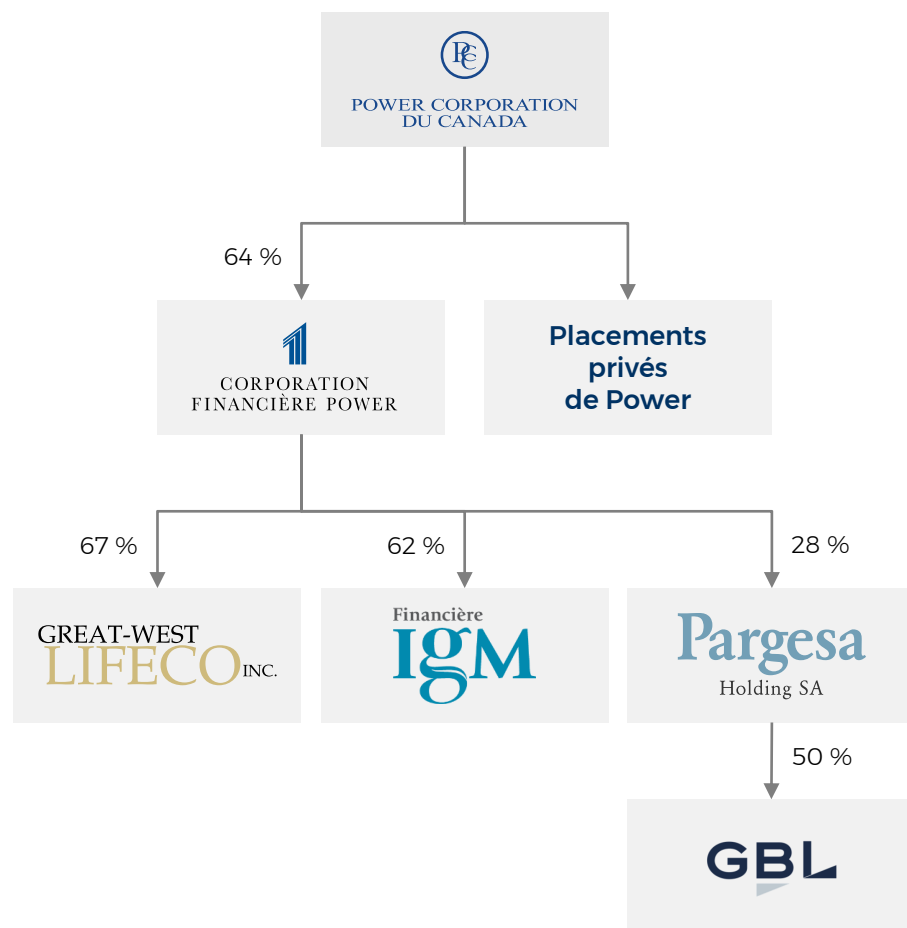 PCC
POWER CORPORATION
DU CANADA
64 %
CORPORATION
FINANCIÈRE POWER
Placements
privés
de Power
67 %
62 %
28 %
GREAT-WEST
LIFECO INC.
Financière
IGM
Pargesa
Holding SA
50 %
GBL